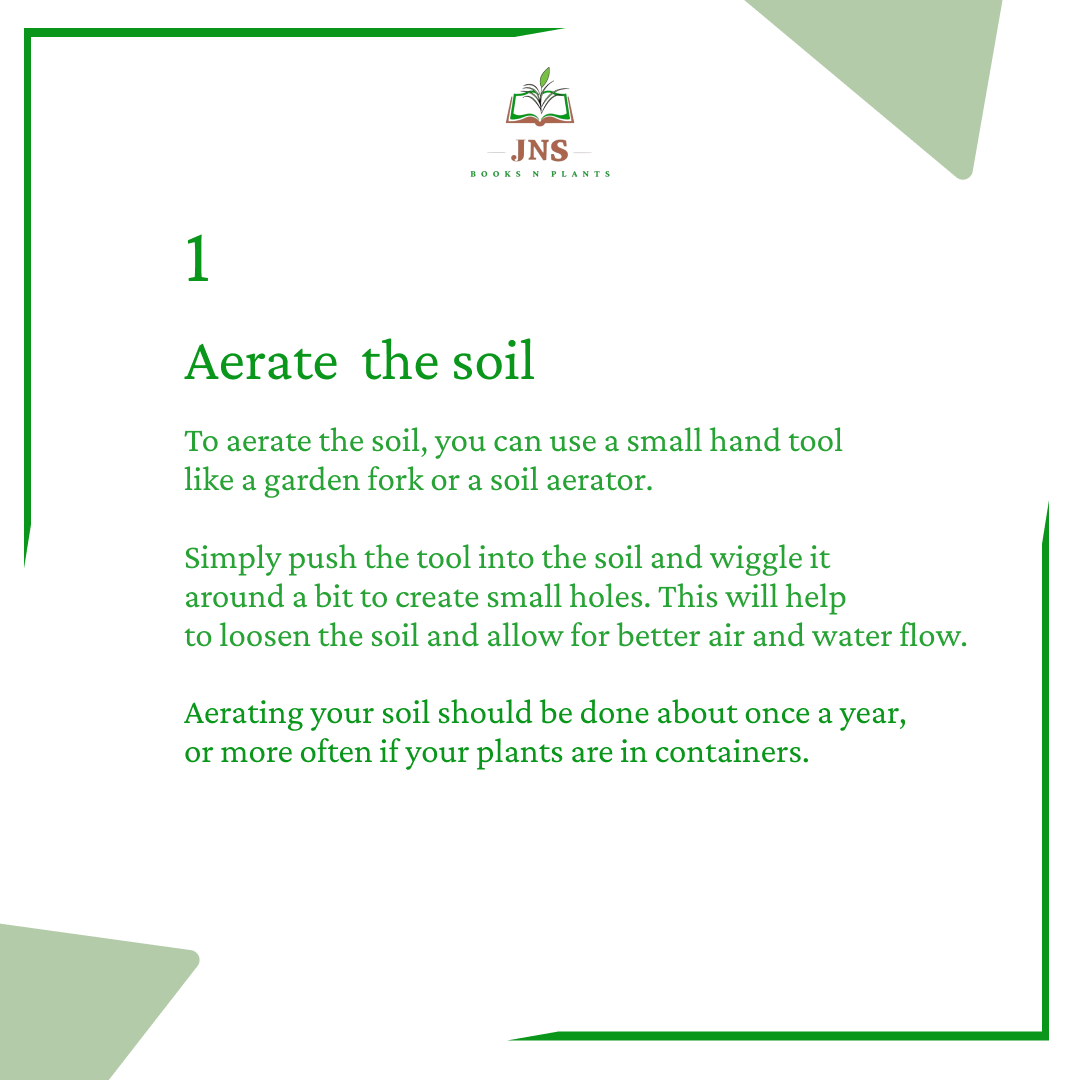 JNS
BOOKS N PLANTS
1
Aerate the soil
To aerate the soil, you can use a small hand tool
like a garden fork or a soil aerator.
Simply push the tool into the soil and wiggle it
around a bit to create small holes. This will help
to loosen the soil and allow for better air and water flow.
Aerating your soil should be done about once a year,
or more often if your plants are in containers.